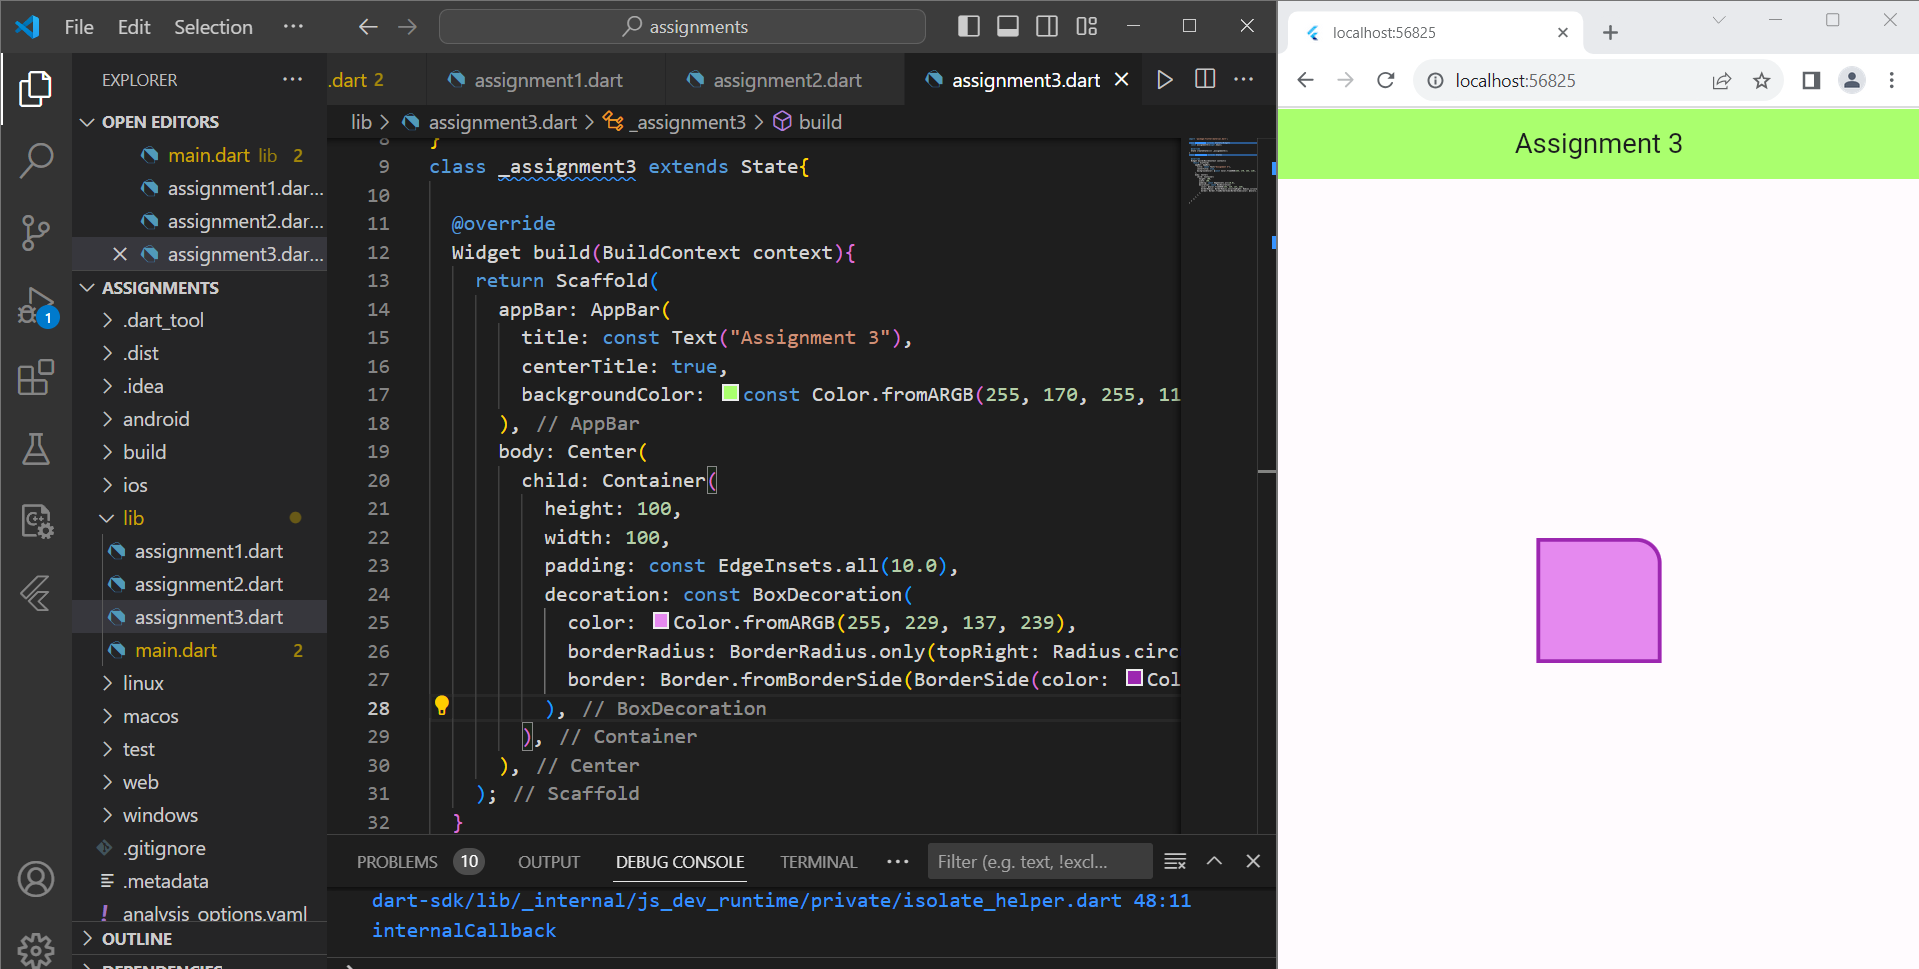 File Edit Selection ···
assignments
EXPLORER ···
OPEN EDITORS
main.dart lib 2
assignment1.dar...
assignment2.dar...
assignment3.dar...
ASSIGNMENTS
.dart_tool
.dist
.idea
android
build
ios
lib
assignment1.dart
assignment2.dart
assignment3.dart
main.dart 2
linux
macos
test
web
windows
.gitignore
.metadata
analysis_options.yaml
OUTLINE
DEPENDENCIES
1
.dart 2 assignment1.dart assignment2.dart assignment3.dart ···
lib > assignment3.dart > _assignment3 > build
8 }
9 class _assignment3 extends State{
10
11 @override
12 Widget build(BuildContext context){
13 return Scaffold(
14 appBar: AppBar(
15 title: const Text("Assignment 3"),
16 centerTitle: true,
17 backgroundColor: const Color.fromARGB(255, 170, 255, 11
18 ), // AppBar
19 body: Center(
20 child: Container(
21 height: 100,
22 width: 100,
23 padding: const EdgeInsets.all(10.0),
24 decoration: const BoxDecoration(
25 color: Color.fromARGB(255, 229, 137, 239),
26 borderRadius: BorderRadius.only(topRight: Radius.circ
27 border: Border.fromBorderSide(BorderSide(color: Col
28 ), // BoxDecoration
29 ), // Container
30 ), // Center
31 ); // Scaffold
32 }
PROBLEMS 10 OUTPUT DEBUG CONSOLE TERMINAL ··· Filter (e.g. text, !excl...
dart-sdk/lib/_internal/js_dev_runtime/private/isolate_helper.dart 48:11
internalCallback
localhost:56825
localhost:56825
Assignment 3